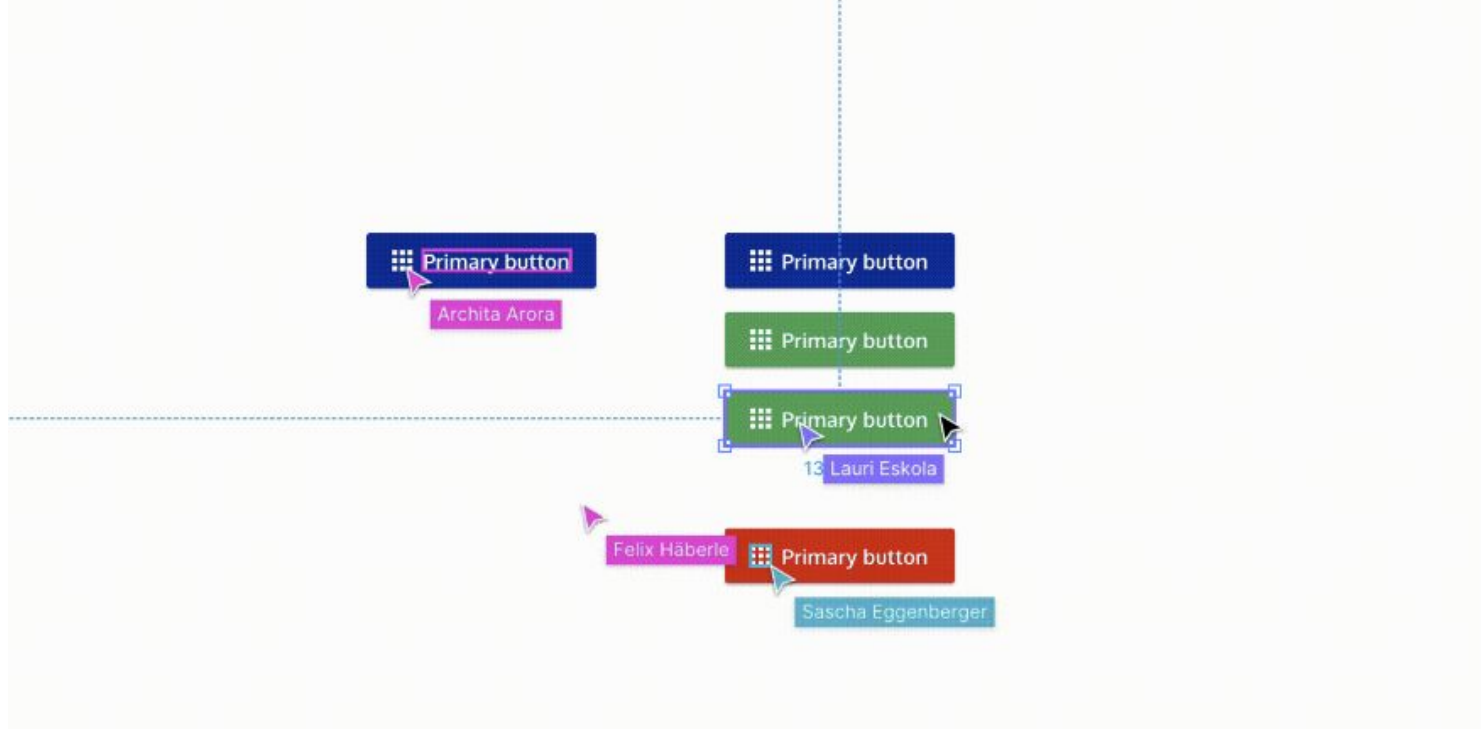 Primary button
Primary button
Archita Arora
Primary button
Primary button
13
Lauri Eskola
Felix Häberle
Primary button
Sascha Eggenberger